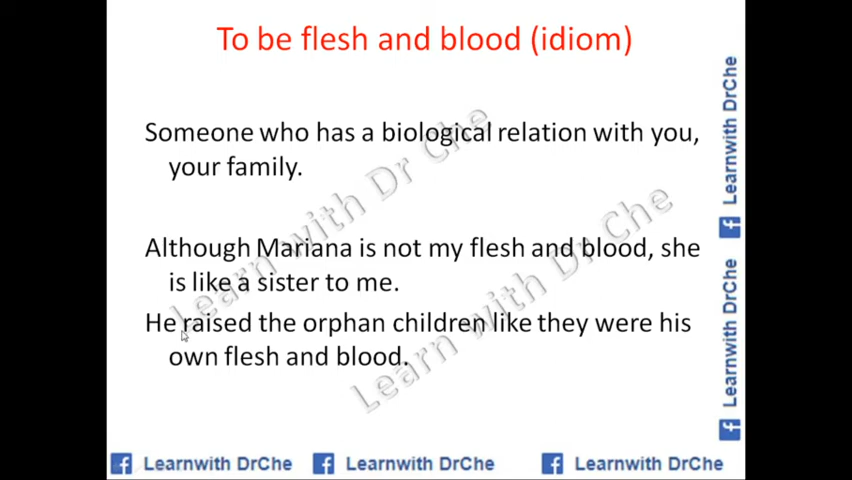 To be flesh and blood (idiom)
Someone who has a biological relation with you,
your family.
Although Mariana is not my flesh and blood, she
is like a sister to me.
He raised the orphan children like they were his
own flesh and blood.
Learn with Dr Che
Learn with Dr Che
Learnwith DrChe
Learnwith DrChe
Learnwith DrChe
Learnwith DrChe
Learnwith DrChe